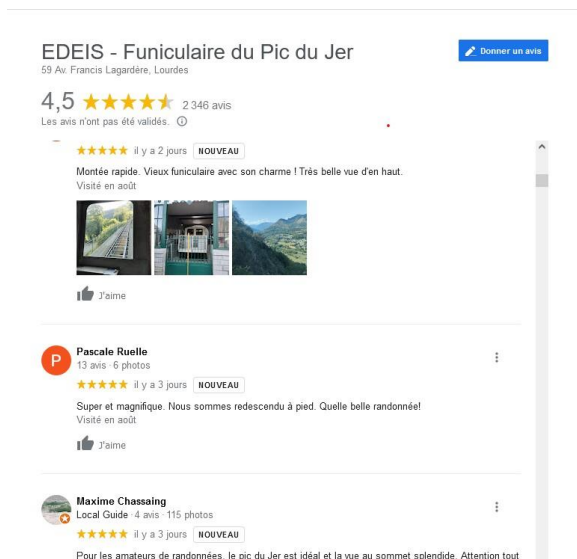 EDEIS - Funiculaire du Pic du Jer
Donner un avis
59 Av. Francis Lagardère, Lourdes
4,5 2 346 avis
Les avis n'ont pas été validés.
il y a 2 jours NOUVEAU
Montée rapide. Vieux funiculaire avec son charme ! Très belle vue d'en haut.
Visité en août
J'aime
P
Pascale Ruelle
13 avis · 6 photos
il y a 3 jours NOUVEAU
Super et magnifique. Nous sommes redescendu à pied. Quelle belle randonnée!
Visité en août
J'aime
Maxime Chassaing
Local Guide · 4 avis · 115 photos
il y a 3 jours NOUVEAU
Pour les amateurs de randonnées, le pic du Jer est idéal et la vue au sommet splendide. Attention tout